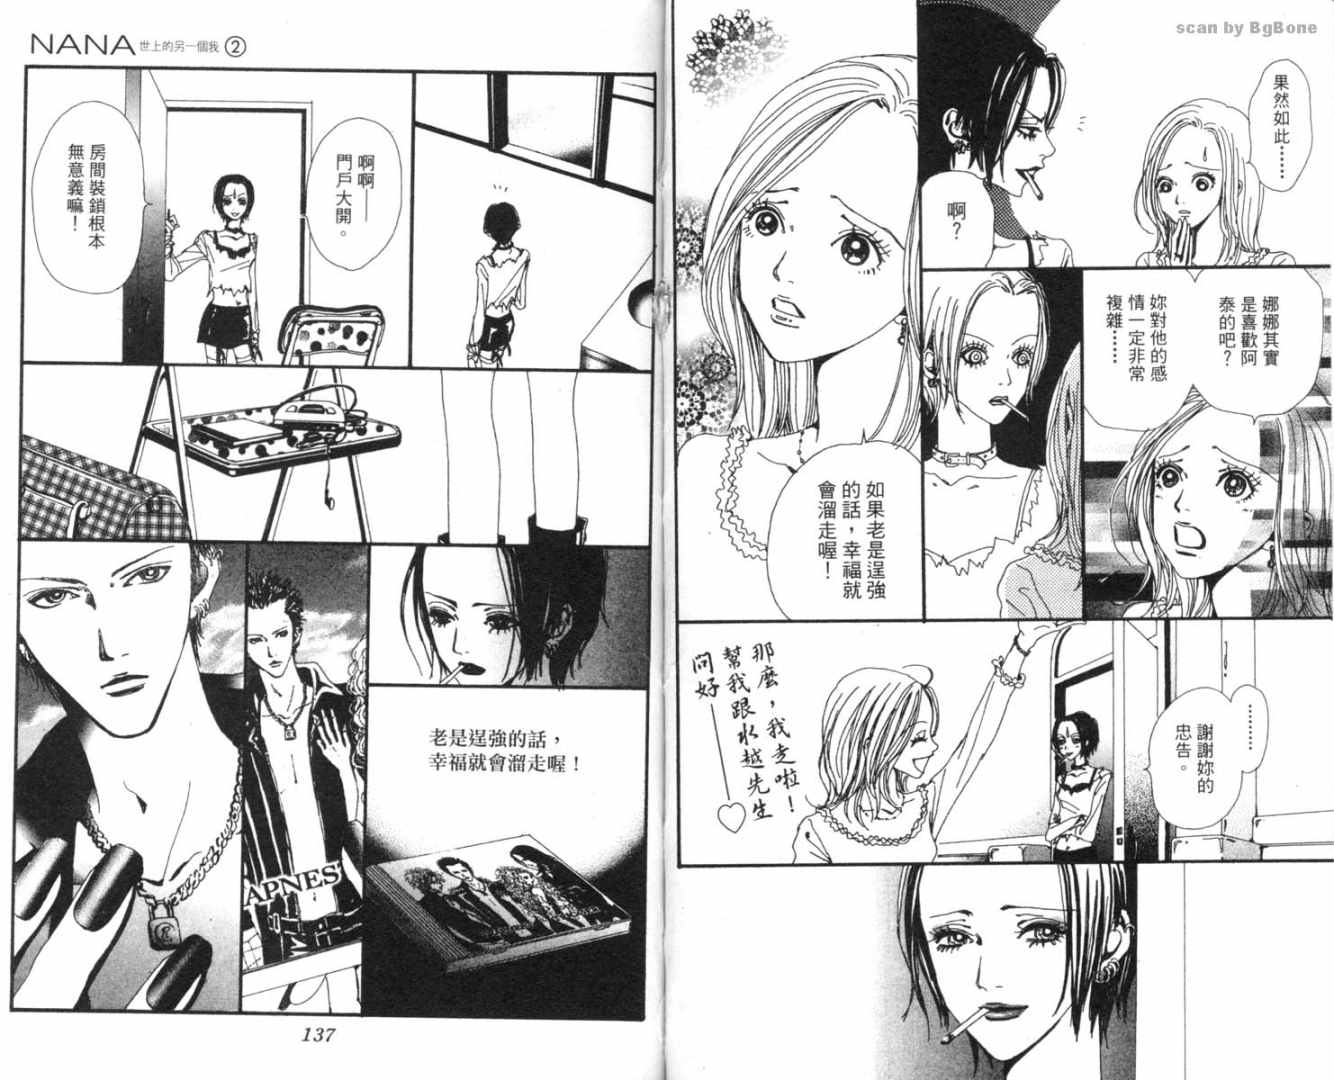 scan by BgBone
果然如此⋯⋯
啊?
娜娜其實
是喜歡阿
泰的吧?
妳對他的感
情一定非常
複雜⋯⋯
如果老是逞強
的話,幸福就
會溜走喔!
那麼,我走啦!
幫我跟水越先生
問好——♡
⋯⋯⋯
謝謝妳的
忠告。
NANA 世上的另一個我 ②
啊啊——
門戶大開。
房間裝鎖根本
無意義嘛!
老是逞強的話,
幸福就會溜走喔!
APNES
137